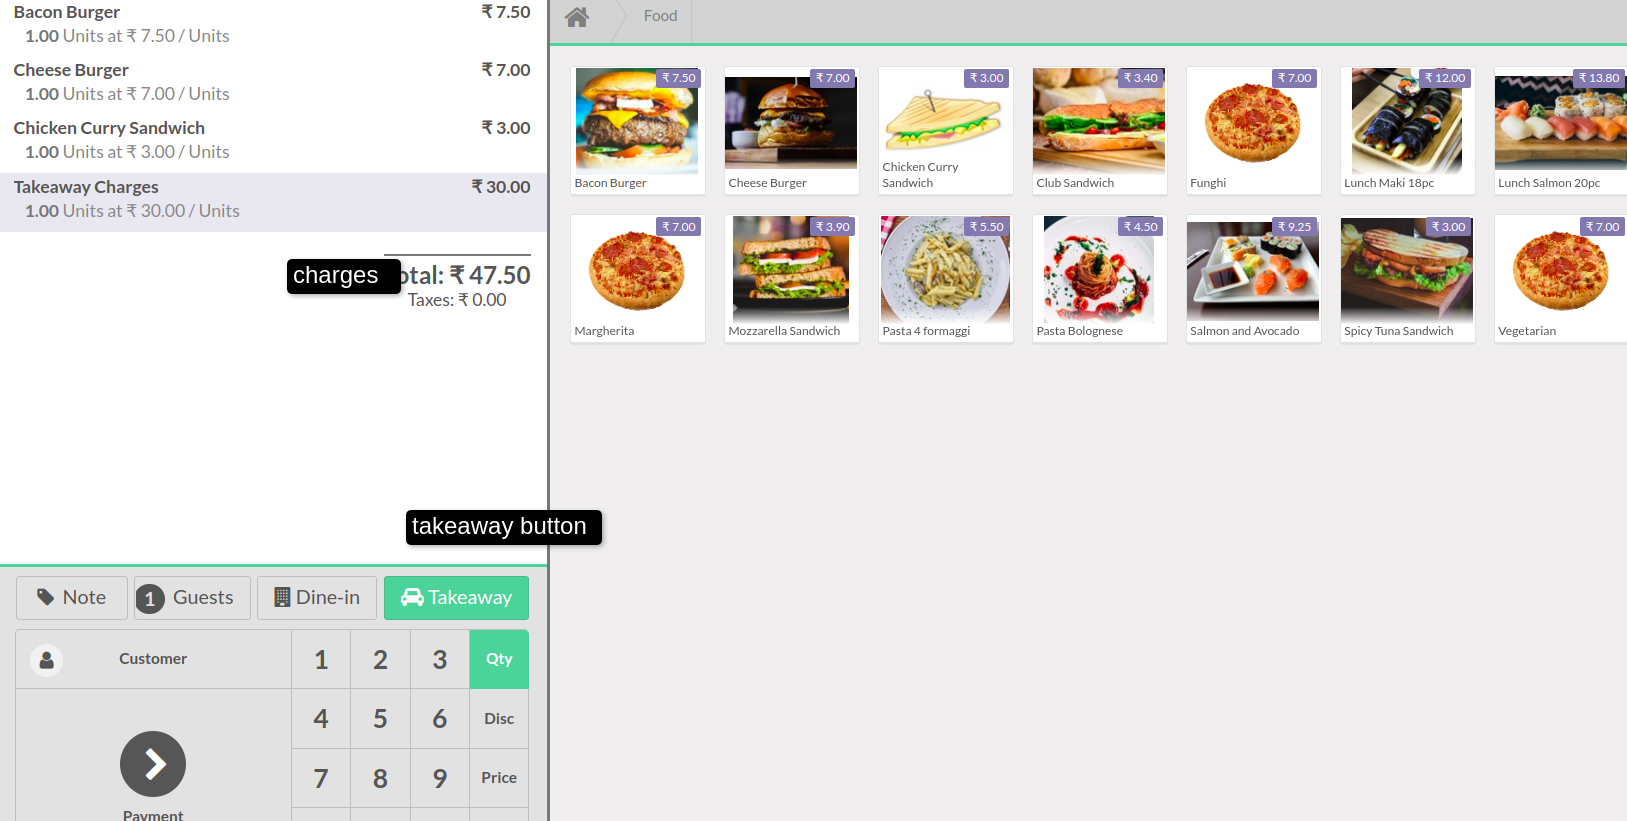 Bacon Burger ₹ 7.50
1.00 Units at ₹ 7.50 / Units
Cheese Burger ₹ 7.00
1.00 Units at ₹ 7.00 / Units
Chicken Curry Sandwich ₹ 3.00
1.00 Units at ₹ 3.00 / Units
Takeaway Charges ₹ 30.00
1.00 Units at ₹ 30.00 / Units
charges
otal: ₹ 47.50
Taxes: ₹ 0.00
takeaway button
Note 1 Guests Dine-in Takeaway
Customer 1 2 3 Qty
4 5 6 Disc
7 8 9 Price
Payment
Food
₹ 7.50 ₹ 7.00 ₹ 3.00 ₹ 3.40 ₹ 7.00 ₹ 12.00 ₹ 13.80
Chicken Curry
Bacon Burger Cheese Burger Sandwich Club Sandwich Funghi Lunch Maki 18pc Lunch Salmon 20pc
₹ 7.00 ₹ 3.90 ₹ 5.50 ₹ 4.50 ₹ 9.25 ₹ 3.00 ₹ 7.00
Margherita Mozzarella Sandwich Pasta 4 formaggi Pasta Bolognese Salmon and Avocado Spicy Tuna Sandwich Vegetarian